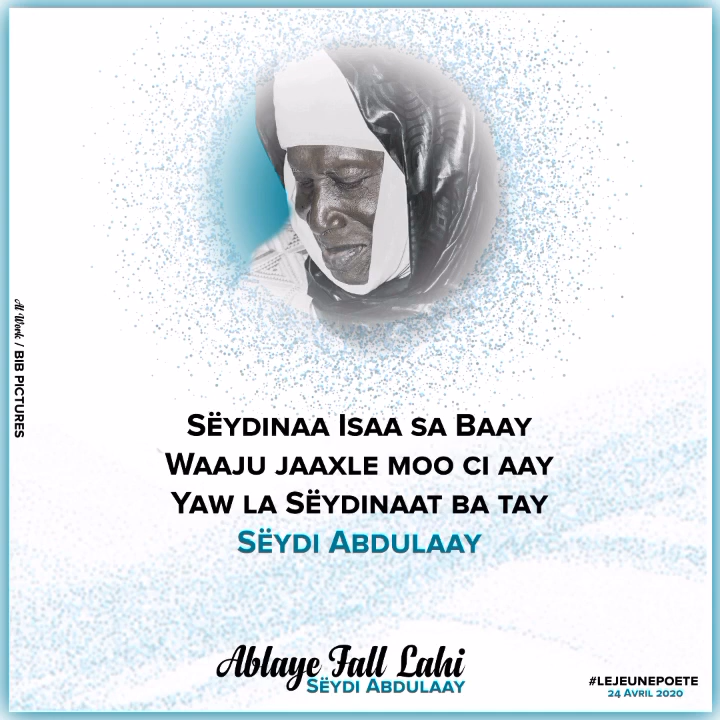 Sëydinaa Isaa sa Baay
Waaju jaaxle moo ci aay
Yaw la Sëydinaat ba tay
Sëydi Abdulaay
Ablaye Fall Lahi
Sëydi Abdulaay
#LEJEUNEPOETE
24 Avril 2020
At Work / BIB PICTURES